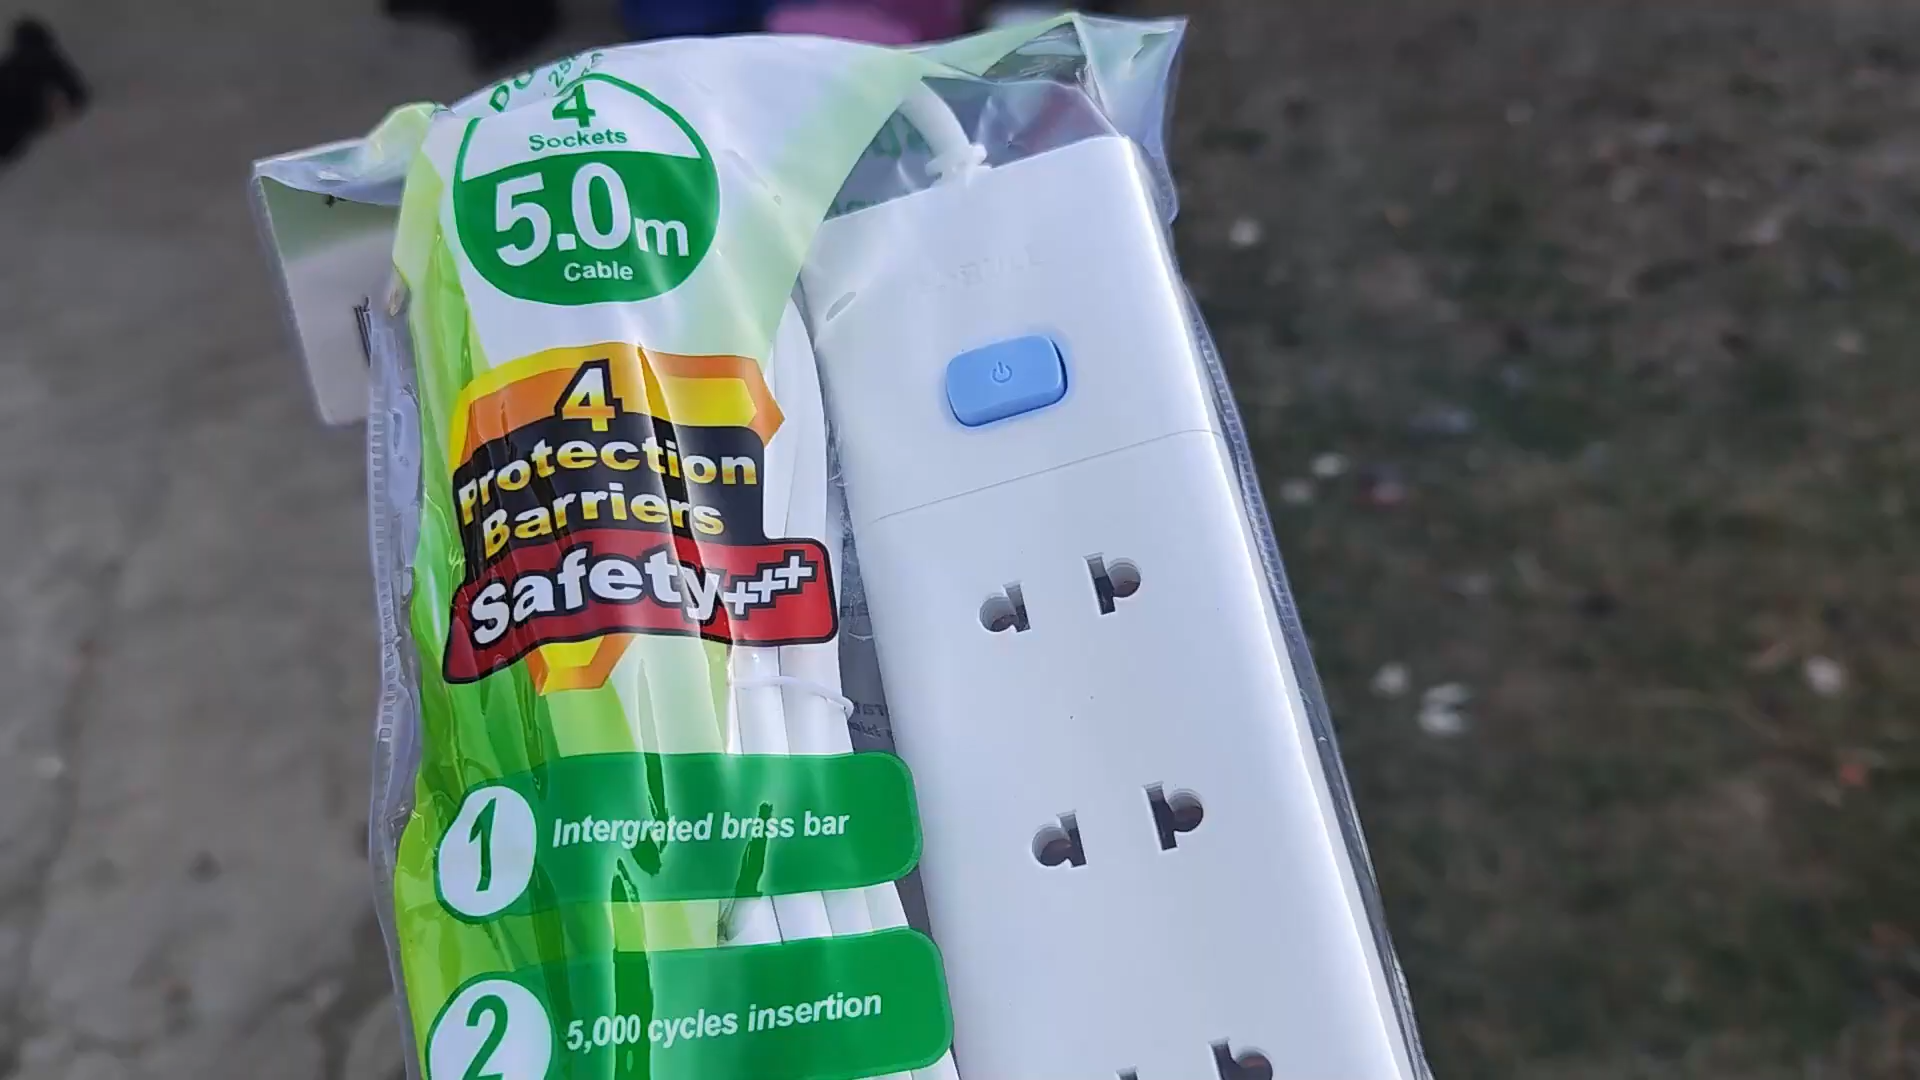 4
Sockets
5.0m
Cable
4
Protection
Barriers
Safety+++
1
Intergrated brass bar
2
5,000 cycles insertion